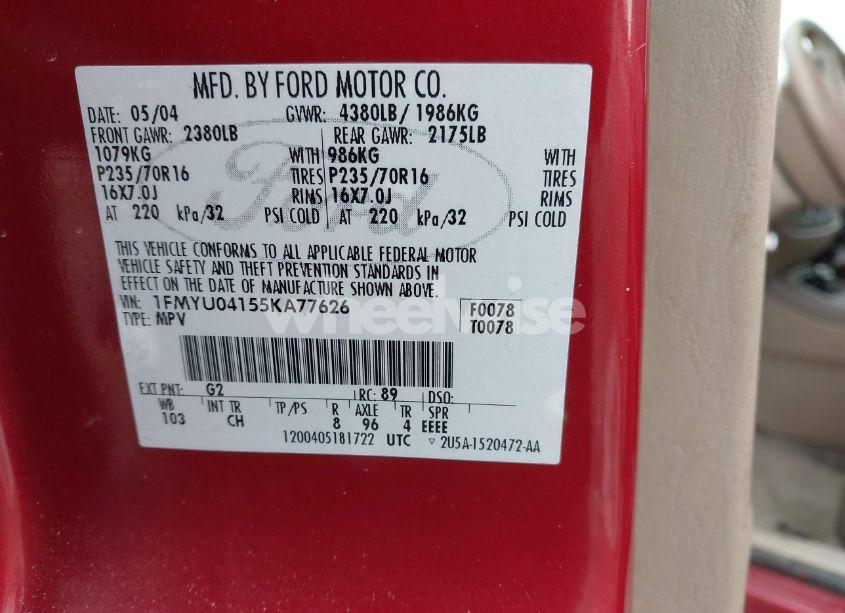 MFD. BY FORD MOTOR CO.
DATE: 05/04 GVWR: 4380LB/ 1986KG
FRONT GAWR: 2380LB REAR GAWR: 2175LB
1079KG WITH 986KG WITH
P235/70R16 TIRES P235/70R16 TIRES
16X7.0J RIMS 16X7.0J RIMS
AT 220 kPa/32 PSI COLD AT 220 kPa/32 PSI COLD
Ford
THIS VEHICLE CONFORMS TO ALL APPLICABLE FEDERAL MOTOR
VEHICLE SAFETY AND THEFT PREVENTION STANDARDS IN
EFFECT ON THE DATE OF MANUFACTURE SHOWN ABOVE.
VIN: 1FMYU04155KA77626 F0078
TYPE: MPV T0078
wheelwise
EXT PNT: G2 RC: 89 DSO:
WB INT TR TP/PS R AXLE TR SPR
103 CH 8 96 4 EEEE
1200405181722 UTC ▽ 2U5A-1520472-AA